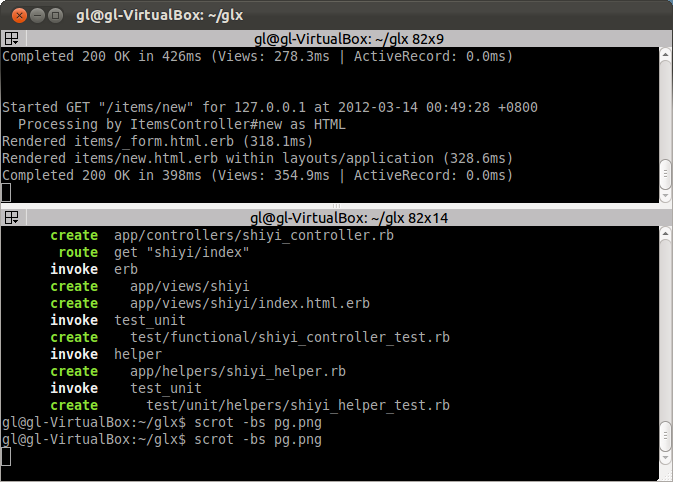 gl@gl-VirtualBox: ~/glx
gl@gl-VirtualBox: ~/glx 82x9
Completed 200 OK in 426ms (Views: 278.3ms | ActiveRecord: 0.0ms)
Started GET "/items/new" for 127.0.0.1 at 2012-03-14 00:49:28 +0800
Processing by ItemsController#new as HTML
Rendered items/_form.html.erb (318.1ms)
Rendered items/new.html.erb within layouts/application (328.6ms)
Completed 200 OK in 398ms (Views: 354.9ms | ActiveRecord: 0.0ms)
gl@gl-VirtualBox: ~/glx 82x14
create app/controllers/shiyi_controller.rb
route get "shiyi/index"
invoke erb
create app/views/shiyi
create app/views/shiyi/index.html.erb
invoke test_unit
create test/functional/shiyi_controller_test.rb
invoke helper
create app/helpers/shiyi_helper.rb
invoke test_unit
create test/unit/helpers/shiyi_helper_test.rb
gl@gl-VirtualBox:~/glx$ scrot -bs pg.png
gl@gl-VirtualBox:~/glx$ scrot -bs pg.png